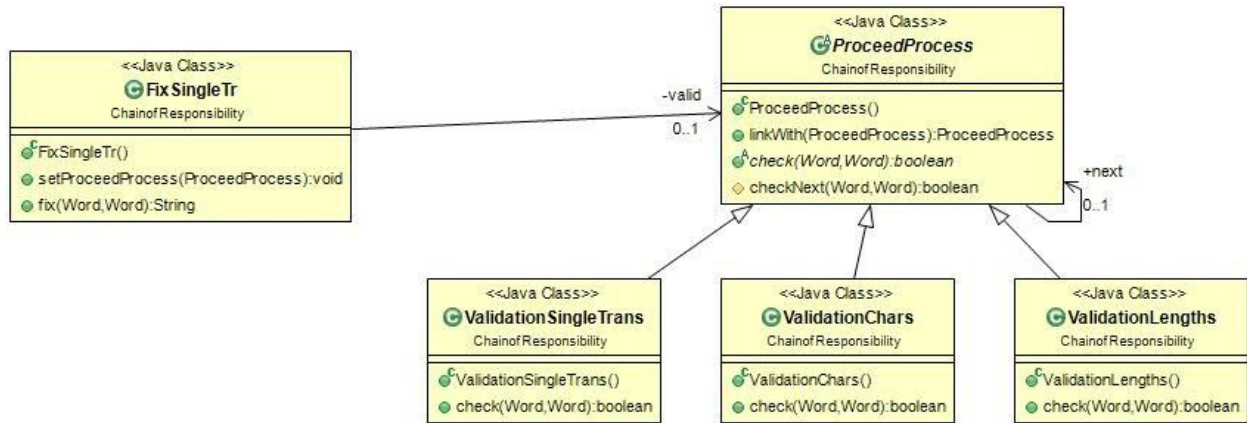 <<Java Class>>
FixSingleTr
ChainofResponsibility
FixSingleTr()
setProceedProcess(ProceedProcess):void
fix(Word,Word):String
-valid
0..1
<<Java Class>>
ProceedProcess
ChainofResponsibility
ProceedProcess()
linkWith(ProceedProcess):ProceedProcess
check(Word,Word):boolean
checkNext(Word,Word):boolean
+next
0..1
<<Java Class>>
ValidationSingleTrans
ChainofResponsibility
ValidationSingleTrans()
check(Word,Word):boolean
<<Java Class>>
ValidationChars
ChainofResponsibility
ValidationChars()
check(Word,Word):boolean
<<Java Class>>
ValidationLengths
ChainofResponsibility
ValidationLengths()
check(Word,Word):boolean